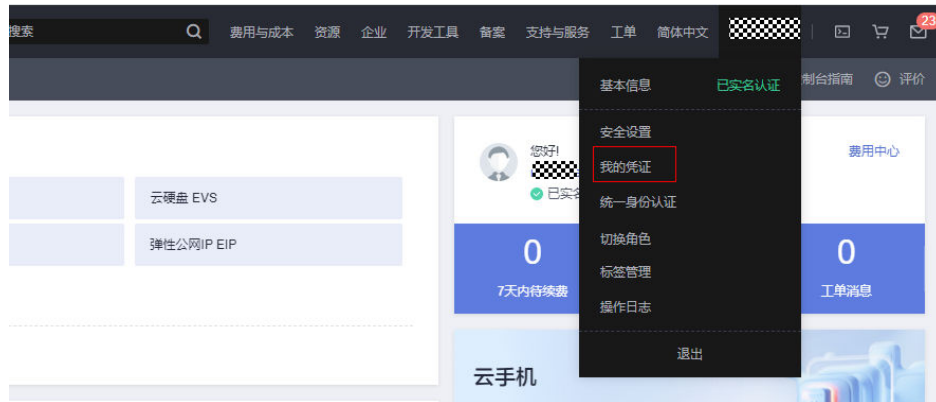 搜索 费用与成本 资源 企业 开发工具 备案 支持与服务 工单 简体中文 23
基本信息 已实名认证 制台指南 评价
安全设置
我的凭证
统一身份认证
切换角色
标签管理
操作日志
退出
云硬盘 EVS
弹性公网IP EIP
您好!
已实名
费用中心
0
7天内待续费
0
工单消息
云手机